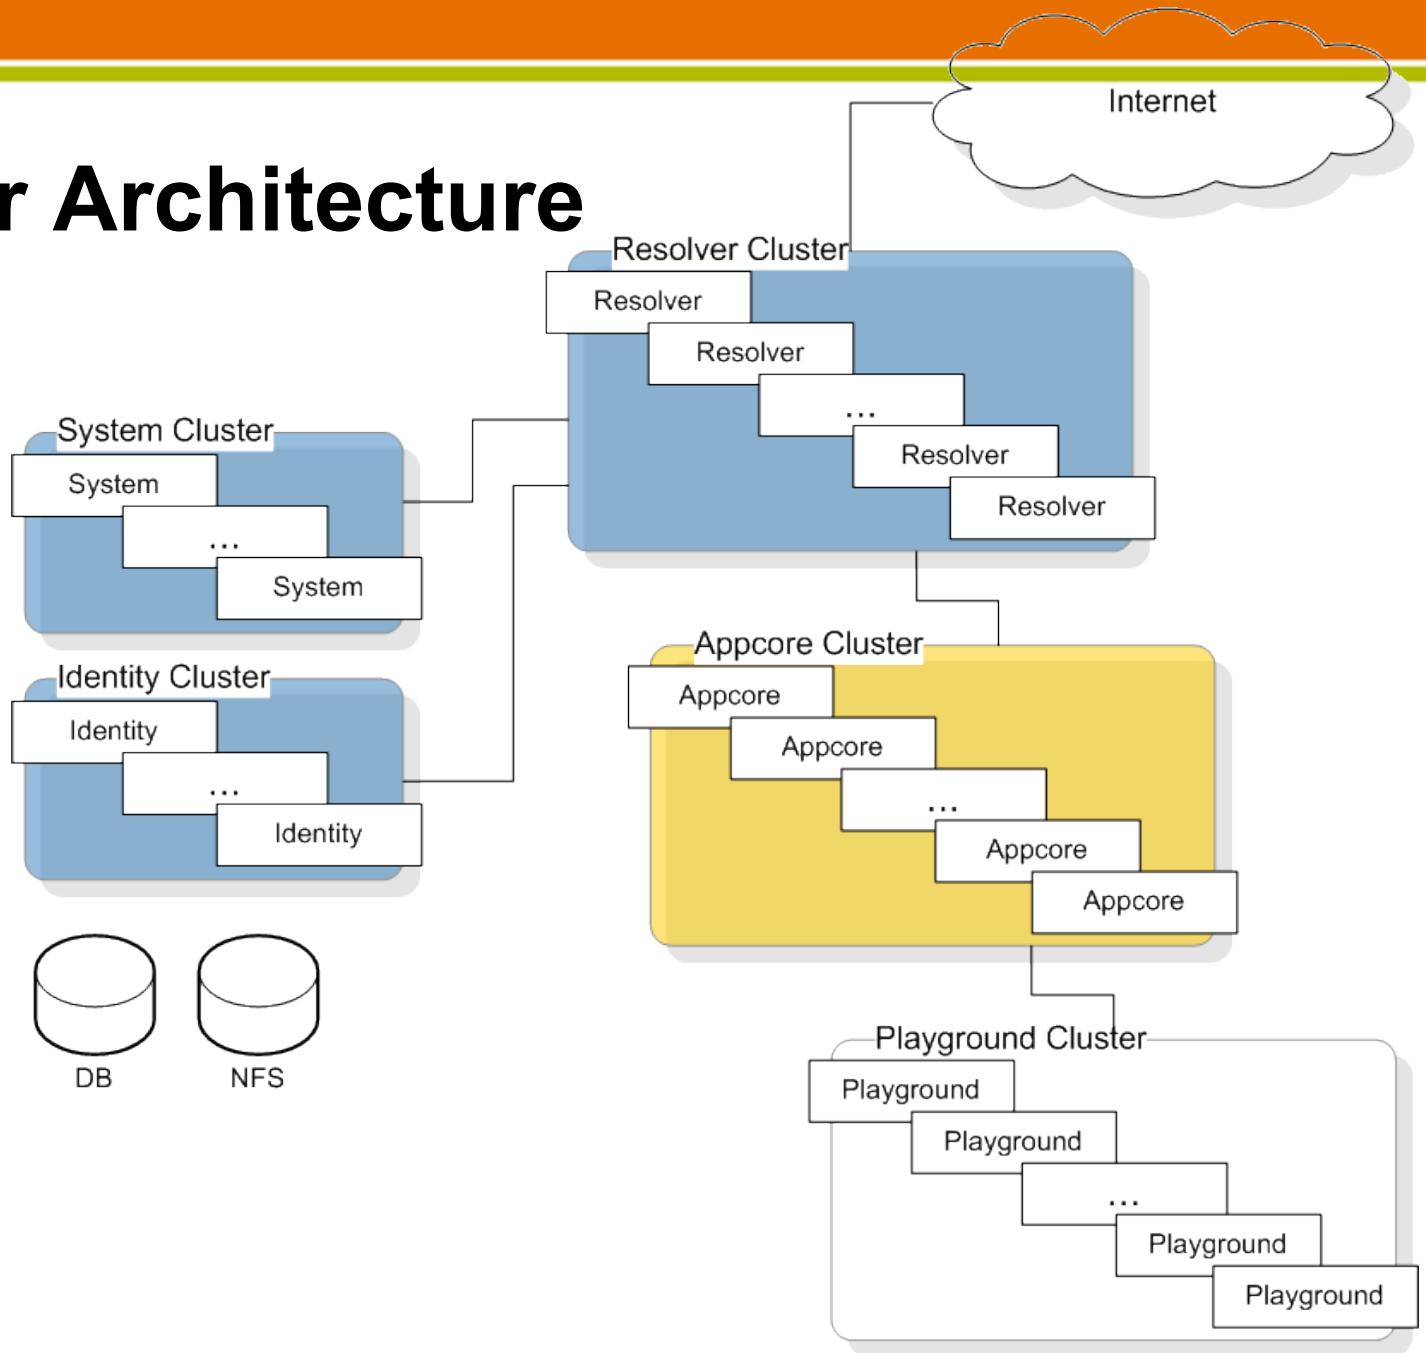 Internet
r Architecture
Resolver Cluster
Resolver
Resolver
...
Resolver
Resolver
System Cluster
System
...
System
Identity Cluster
Identity
...
Identity
Appcore Cluster
Appcore
Appcore
...
Appcore
Appcore
DB
NFS
Playground Cluster
Playground
Playground
...
Playground
Playground